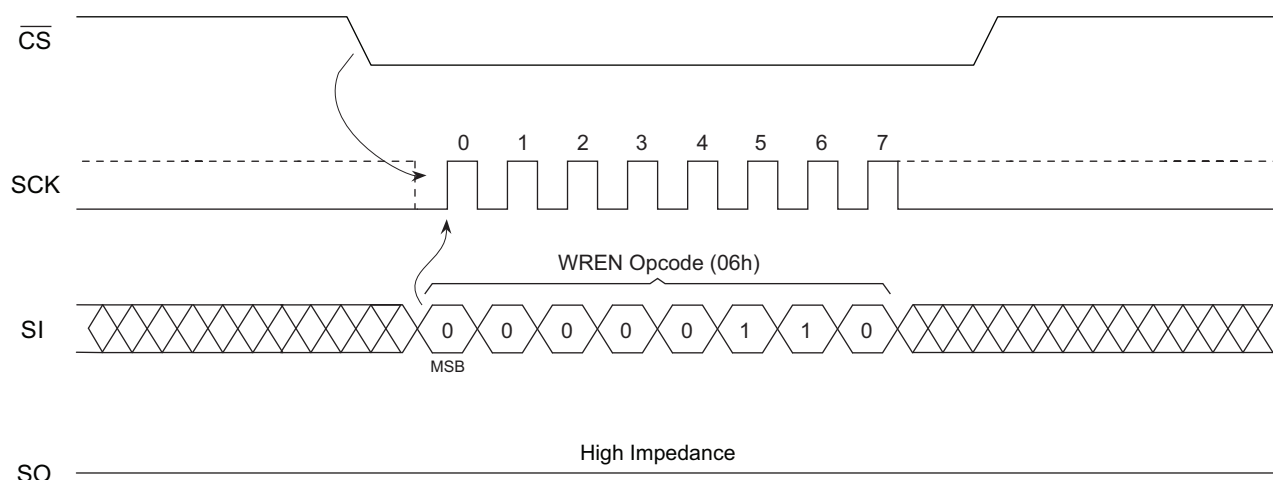 CS
0 1 2 3 4 5 6 7
SCK
WREN Opcode (06h)
SI 0 0 0 0 0 1 1 0
MSB
High Impedance
SO